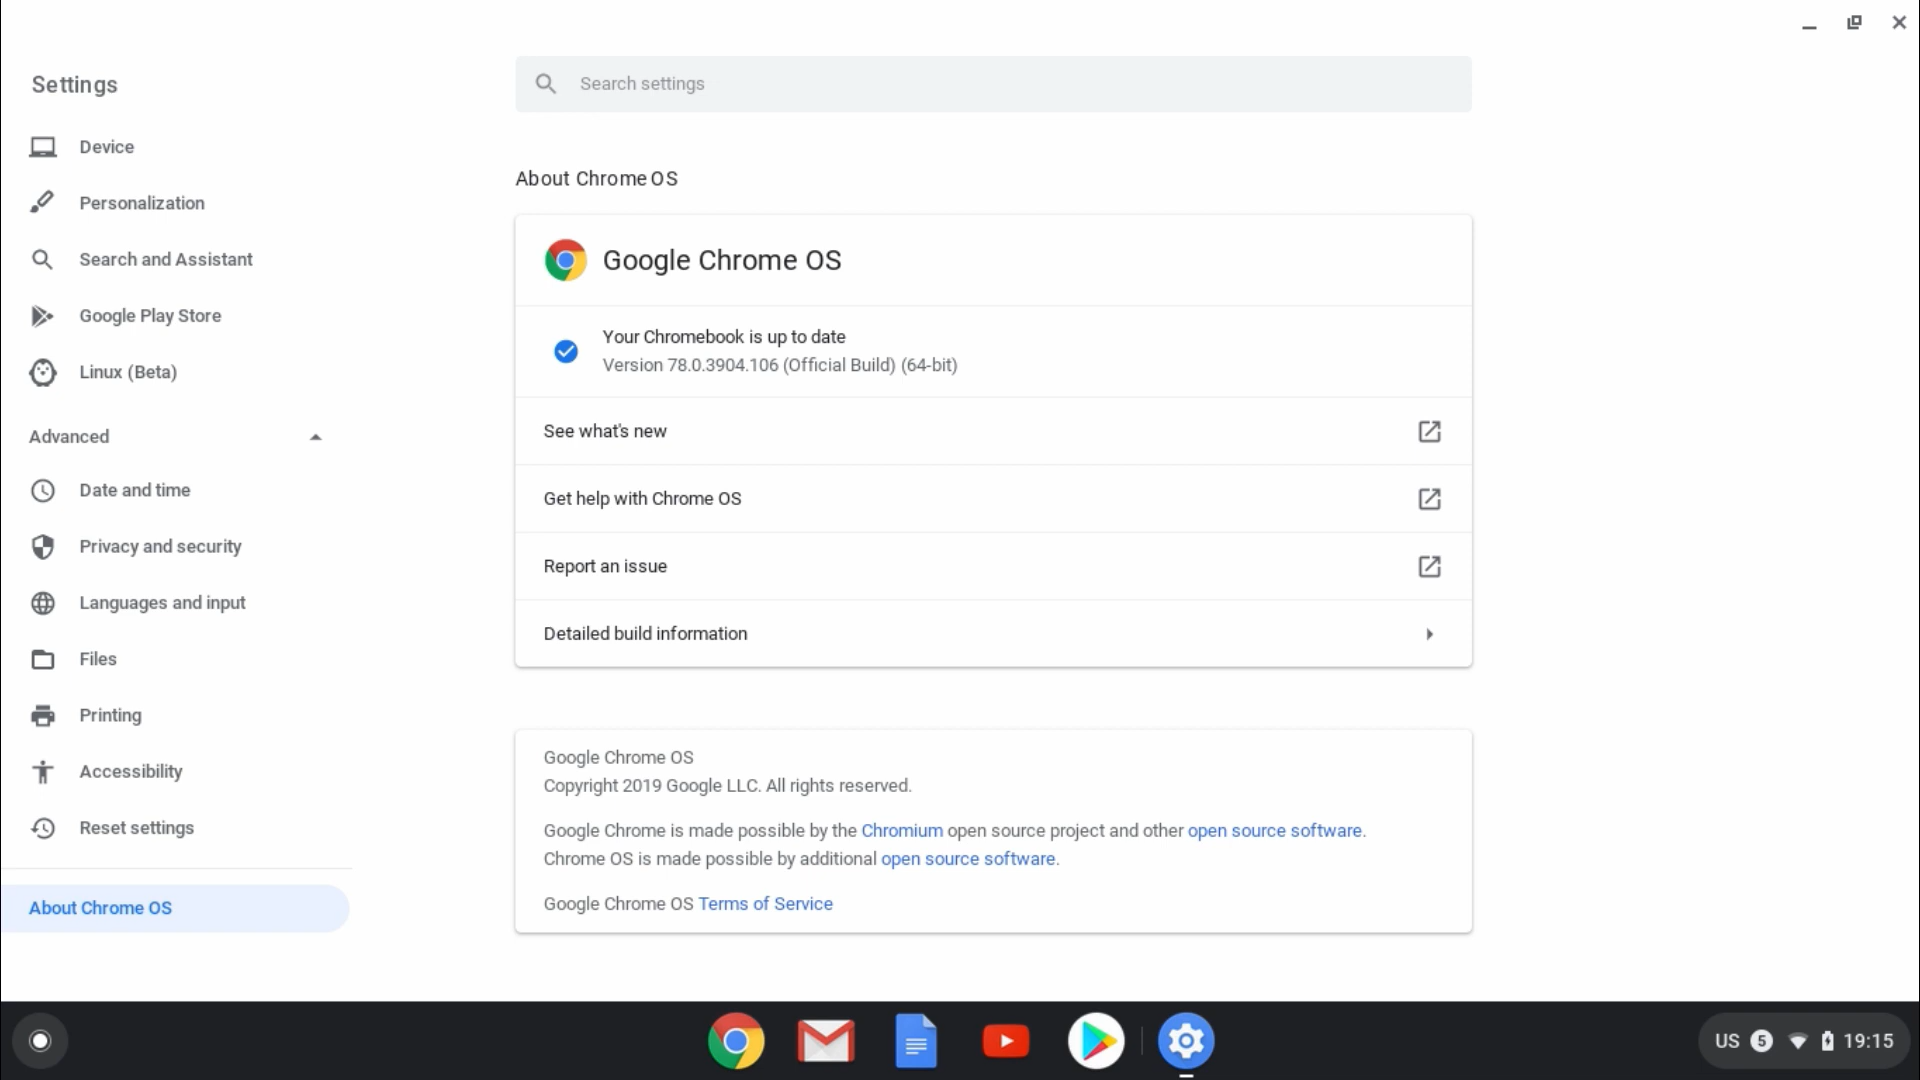 Settings
Search settings
Device
Personalization
Search and Assistant
Google Play Store
Linux (Beta)
Advanced
Date and time
Privacy and security
Languages and input
Files
Printing
Accessibility
Reset settings
About Chrome OS
About Chrome OS
Google Chrome OS
Your Chromebook is up to date
Version 78.0.3904.106 (Official Build) (64-bit)
See what's new
Get help with Chrome OS
Report an issue
Detailed build information
Google Chrome OS
Copyright 2019 Google LLC. All rights reserved.
Google Chrome is made possible by the Chromium open source project and other open source software.
Chrome OS is made possible by additional open source software.
Google Chrome OS Terms of Service
US 5 19:15